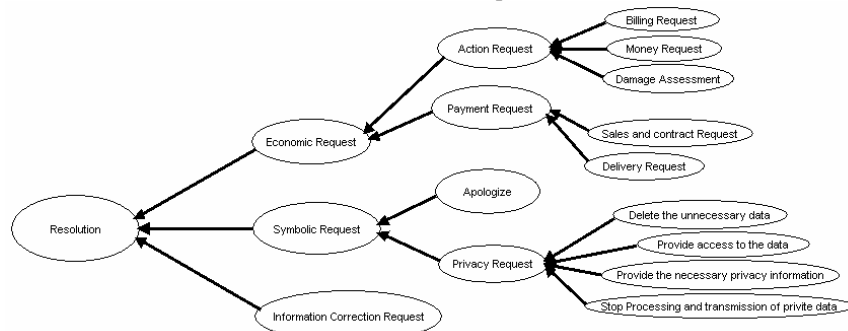 Billing Request
Action Request
Money Request
Damage Assessment
Payment Request
Sales and contract Request
Economic Request
Delivery Request
Apologize
Delete the unnecessary data
Resolution
Symbolic Request
Provide access to the data
Privacy Request
Provide the necessary privacy information
Stop Processing and transmission of privite data
Information Correction Request